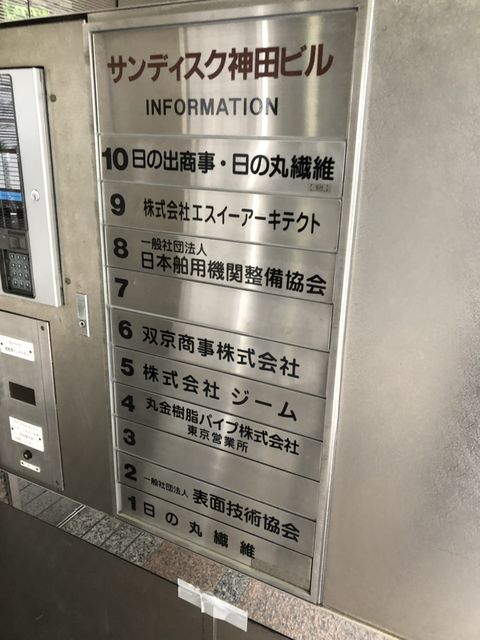 サンディスク神田ビル
INFORMATION
10 日の出商事・日の丸繊維
9 株式会社エスイーアーキテクト
8 一般社団法人
日本舶用機関整備協会
7
6 双京商事株式会社
5 株式会社 ジーム
4 丸金樹脂パイプ株式会社
東京営業所
3
2 一般社団法人 表面技術協会
1 日の丸繊維